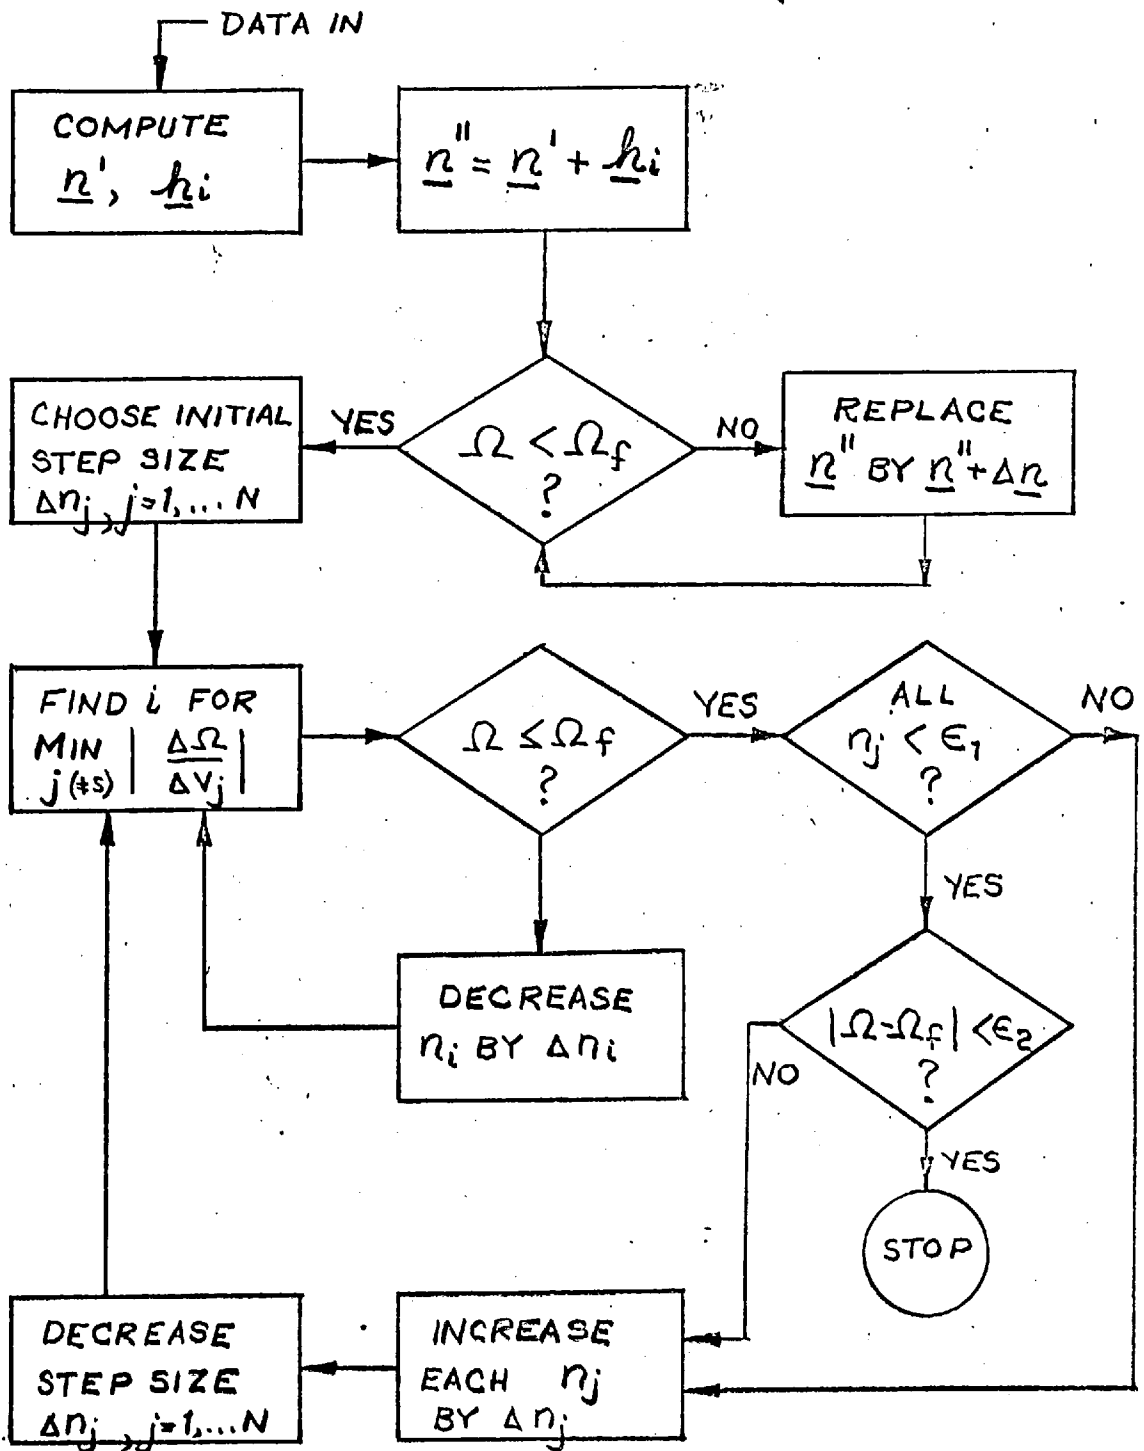 DATA IN
COMPUTE
n', hi
n" = n' + hi
CHOOSE INITIAL
STEP SIZE
Δnj, j=1,... N
YES
Ω < Ωf
?
NO
REPLACE
n" BY n" + Δn
FIND i FOR
MIN | ΔΩ / ΔVj |
j(≠s)
Ω ≤ Ωf
?
YES
ALL
nj < ϵ1
?
NO
YES
DECREASE
ni BY Δni
|Ω-Ωf| < ϵ2
?
NO
YES
STOP
DECREASE
STEP SIZE
Δnj, j=1,... N
INCREASE
EACH nj
BY Δnj